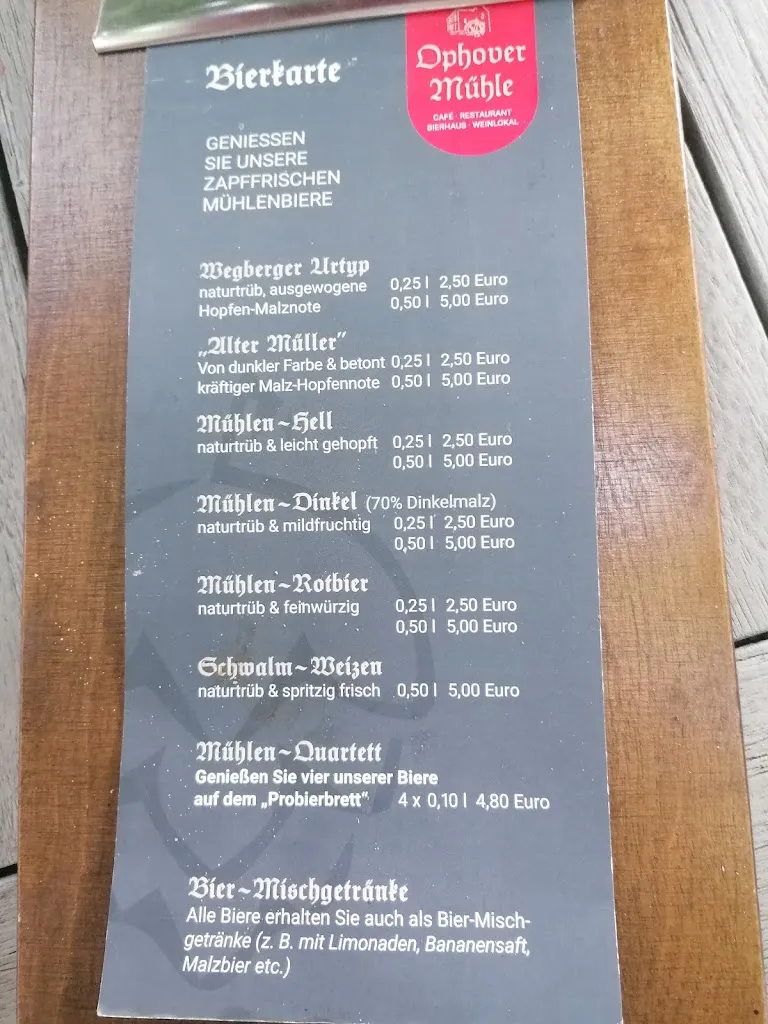 Bierkarte
Ophover
Mühle
CAFÉ · RESTAURANT
BIERHAUS · WEINLOKAL
GENIESSEN
SIE UNSERE
ZAPFFRISCHEN
MÜHLENBIERE
Wegberger Urtyp
naturtrüb, ausgewogene 0,25 l 2,50 Euro
Hopfen-Malznote 0,50 l 5,00 Euro
„Alter Müller"
Von dunkler Farbe & betont 0,25 l 2,50 Euro
kräftiger Malz-Hopfennote 0,50 l 5,00 Euro
Mühlen~Hell
naturtrüb & leicht gehopft 0,25 l 2,50 Euro
0,50 l 5,00 Euro
Mühlen~Dinkel (70% Dinkelmalz)
naturtrüb & mildfruchtig 0,25 l 2,50 Euro
0,50 l 5,00 Euro
Mühlen~Rotbier
naturtrüb & feinwürzig 0,25 l 2,50 Euro
0,50 l 5,00 Euro
Schwalm~Weizen
naturtrüb & spritzig frisch 0,50 l 5,00 Euro
Mühlen~Quartett
Genießen Sie vier unserer Biere
auf dem „Probierbrett" 4 x 0,10 l 4,80 Euro
Bier~Mischgetränke
Alle Biere erhalten Sie auch als Bier-Misch-
getränke (z. B. mit Limonaden, Bananensaft,
Malzbier etc.)